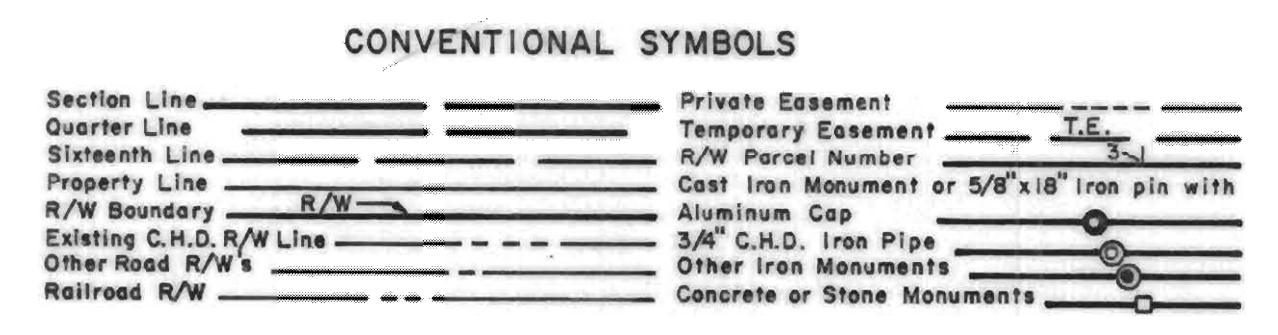 CONVENTIONAL SYMBOLS
Section Line
Quarter Line
Sixteenth Line
Property Line
R/W Boundary R/W
Existing C.H.D. R/W Line
Other Road R/W's
Railroad R/W
Private Easement
Temporary Easement T.E.
R/W Parcel Number 3-1
Cast Iron Monument or 5/8"x18" Iron pin with
Aluminum Cap
3/4" C.H.D. Iron Pipe
Other Iron Monuments
Concrete or Stone Monuments